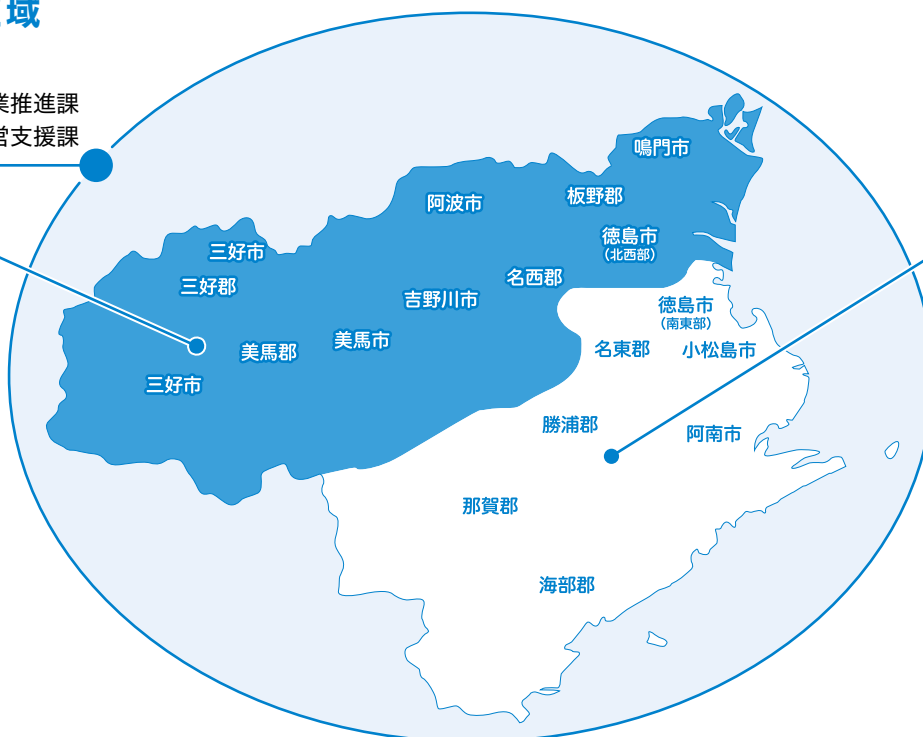 域
業推進課
営支援課
鳴門市
阿波市
板野郡
徳島市
(北西部)
三好市
名西郡
三好郡
吉野川市
徳島市
(南東部)
美馬市
美馬郡
名東郡
小松島市
三好市
勝浦郡
阿南市
那賀郡
海部郡